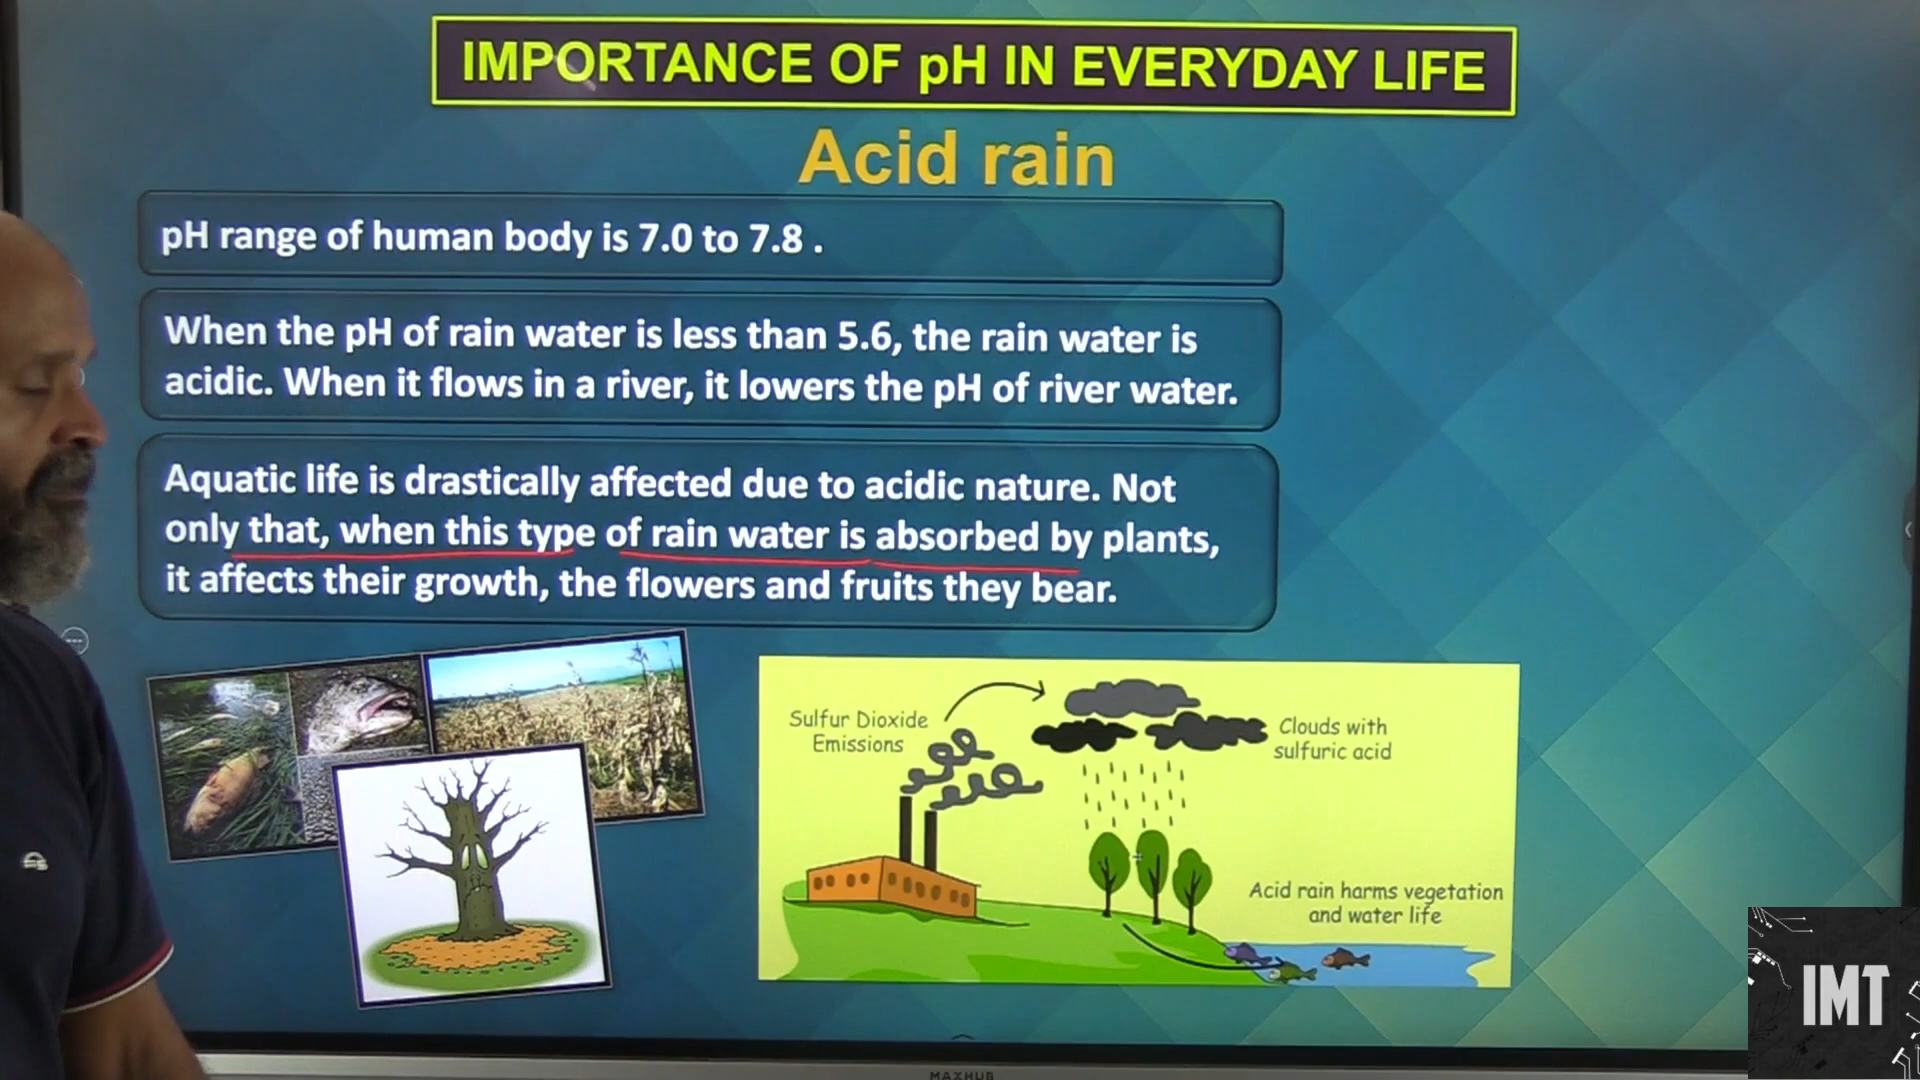 IMPORTANCE OF pH IN EVERYDAY LIFE
Acid rain
pH range of human body is 7.0 to 7.8 .
When the pH of rain water is less than 5.6, the rain water is
acidic. When it flows in a river, it lowers the pH of river water.
Aquatic life is drastically affected due to acidic nature. Not
only that, when this type of rain water is absorbed by plants,
it affects their growth, the flowers and fruits they bear.
Sulfur Dioxide
Emissions
Clouds with
sulfuric acid
Acid rain harms vegetation
and water life
IMT
MAXHUB